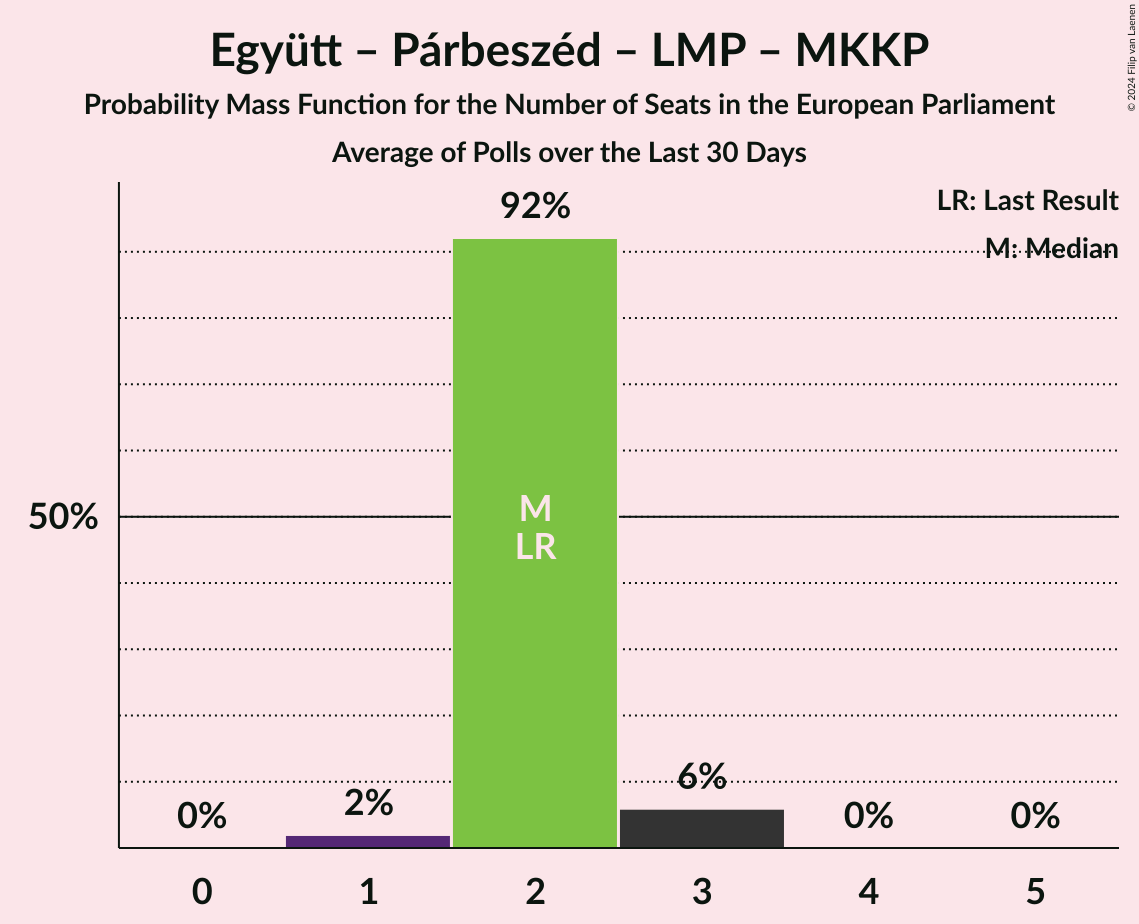 Együtt – Párbeszéd – LMP – MKKP
Probability Mass Function for the Number of Seats in the European Parliament
Average of Polls over the Last 30 Days
© 2024 Filip van Laenen
LR: Last Result
M: Median
92%
50%
M
LR
0%
2%
6%
0%
0%
0 1 2 3 4 5